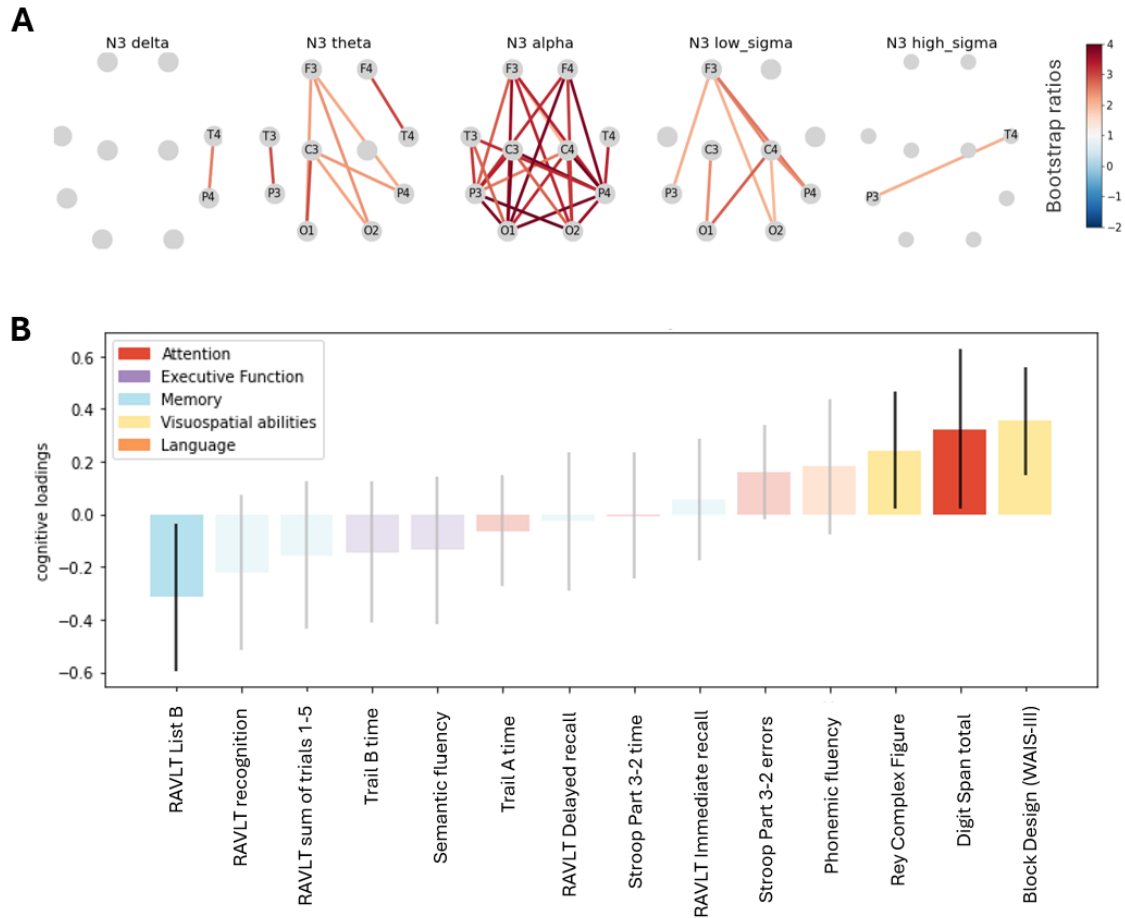 A
N3 delta
N3 theta
N3 alpha
N3 low_sigma
N3 high_sigma
T4
P4
F3
F4
T3
C3
T4
P3
P4
O1
O2
F3
F4
T3
C3
C4
T4
P3
P4
O1
O2
F3
C3
C4
P3
P4
O1
O2
T4
P3
4
3
2
1
0
−1
−2
Bootstrap ratios
B
Attention
Executive Function
Memory
Visuospatial abilities
Language
cognitive loadings
0.6
0.4
0.2
0.0
−0.2
−0.4
−0.6
RAVLT List B
RAVLT recognition
RAVLT sum of trials 1-5
Trail B time
Semantic fluency
Trail A time
RAVLT Delayed recall
Stroop Part 3-2 time
RAVLT Immediate recall
Stroop Part 3-2 errors
Phonemic fluency
Rey Complex Figure
Digit Span total
Block Design (WAIS-III)